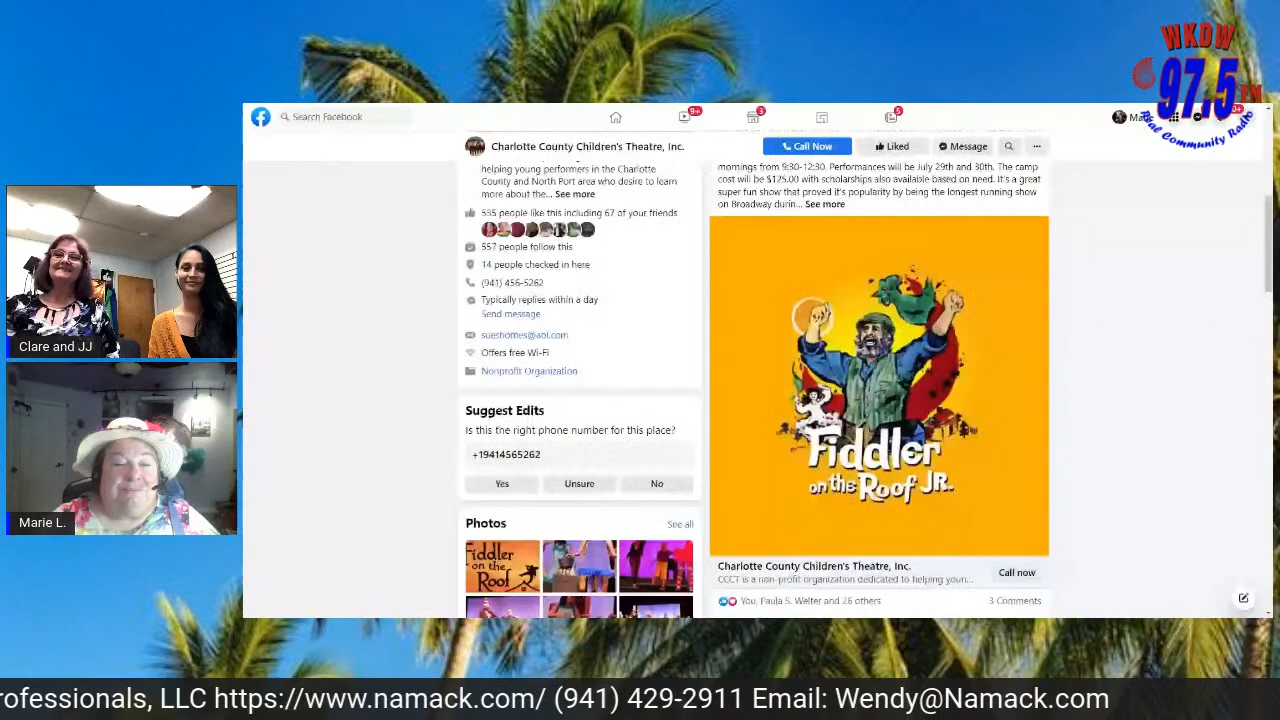 WKDW
97.5 FM
Real Community Radio
Search Facebook
9+
3
5
Charlotte County Children's Theatre, Inc.
Call Now
Liked
Message
helping young performers in the Charlotte
County and North Port area who desire to learn
more about the... See more
535 people like this including 67 of your friends
557 people follow this
14 people checked in here
(941) 456-5262
Typically replies within a day
Send message
sueshomes@aol.com
Offers free Wi-Fi
Nonprofit Organization
Suggest Edits
Is this the right phone number for this place?
+19414565262
Yes
Unsure
No
Photos
See all
Fiddler
on the
Roof
mornings from 9:30-12:30. Performances will be July 29th and 30th. The camp
cost will be $125.00 with scholarships also available based on need. It's a great
super fun show that proved it's popularity by being the longest running show
on Broadway durin... See more
Fiddler
on the Roof JR.
Charlotte County Children's Theatre, Inc.
CCCT is a non-profit organization dedicated to helping youn...
Call now
You, Paula S. Welter and 26 others
3 Comments
Clare and JJ
Marie L.
rofessionals, LLC https://www.namack.com/ (941) 429-2911 Email: Wendy@Namack.com